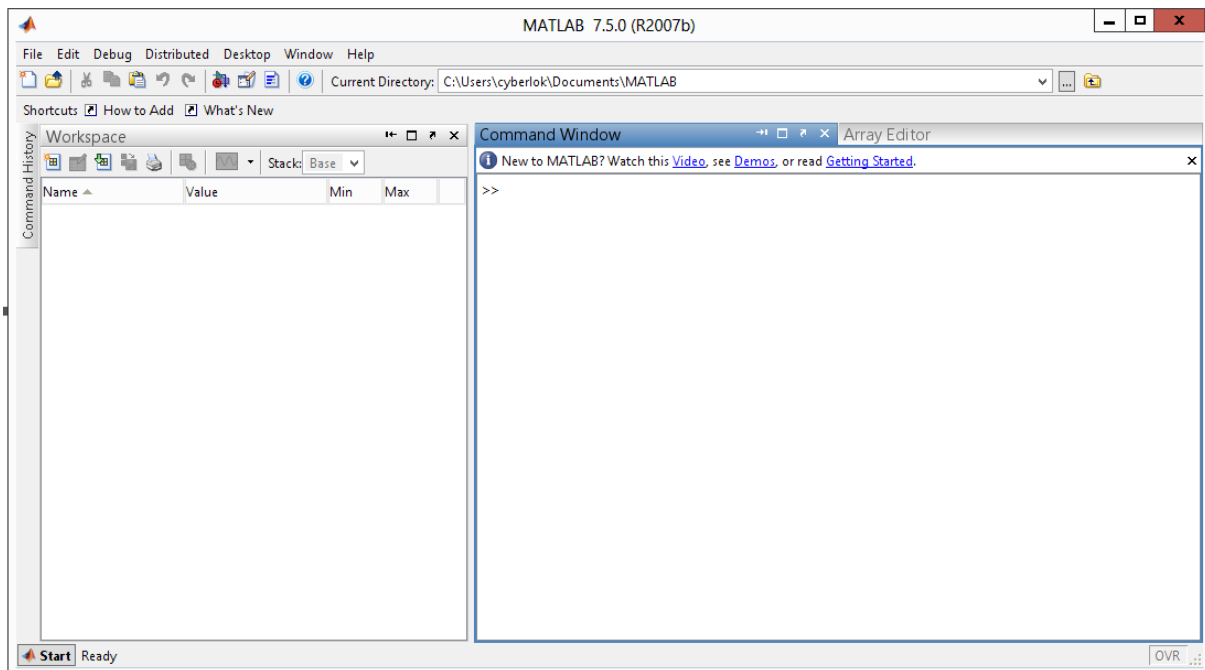 MATLAB 7.5.0 (R2007b)
File Edit Debug Distributed Desktop Window Help
Current Directory: C:\Users\cyberlok\Documents\MATLAB
Shortcuts How to Add What's New
Command History
Workspace
Stack: Base
Name Value Min Max
Command Window Array Editor
New to MATLAB? Watch this Video, see Demos, or read Getting Started.
>>
Start Ready
OVR